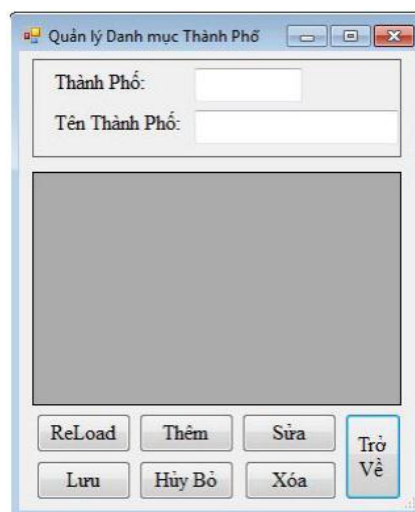 Quản lý Danh mục Thành Phố
Thành Phố:
Tên Thành Phố:
ReLoad Thêm Sửa Trở Về
Lưu Hủy Bỏ Xóa